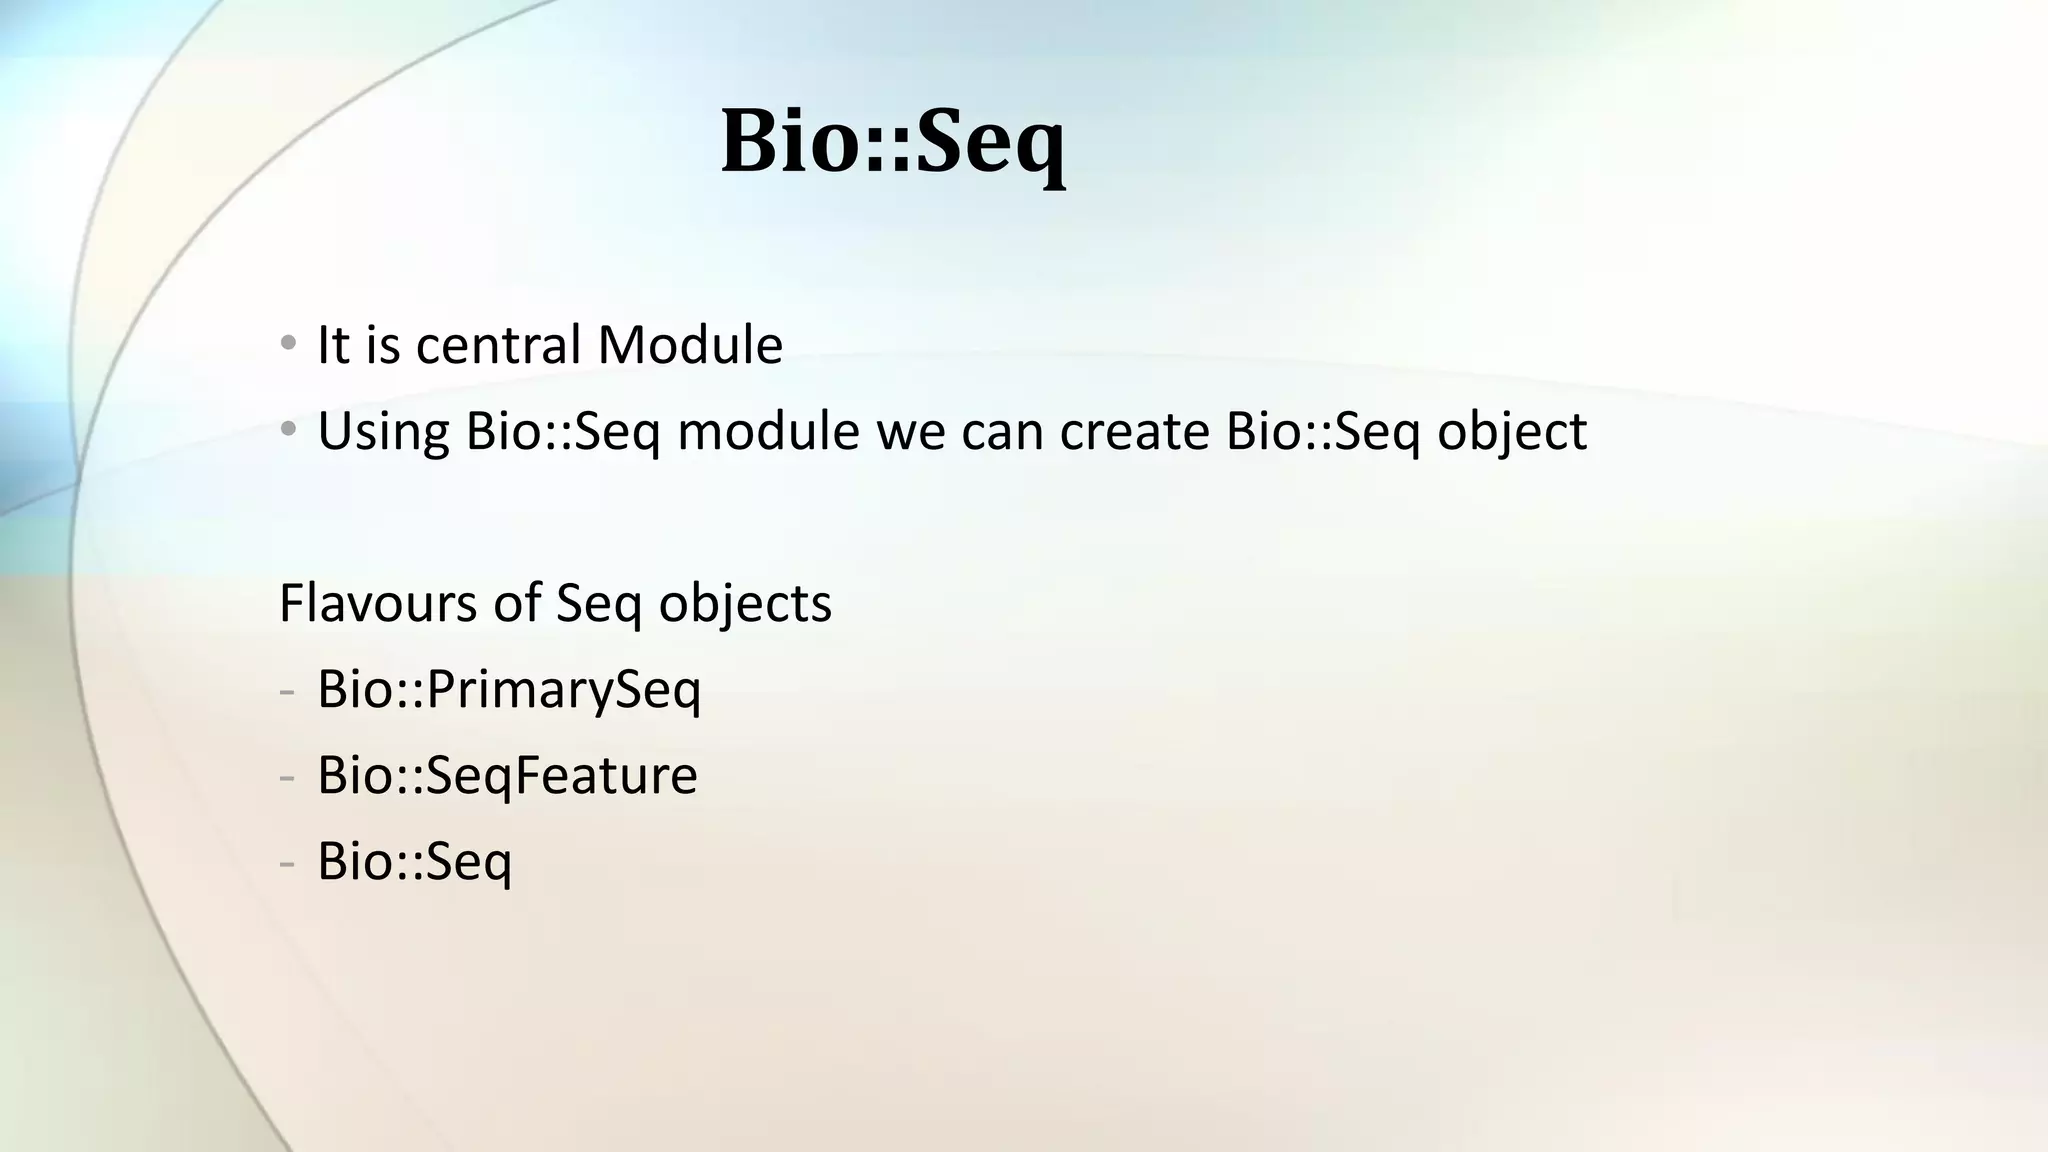 Bio::Seq
• It is central Module
• Using Bio::Seq module we can create Bio::Seq object
Flavours of Seq objects
- Bio::PrimarySeq
- Bio::SeqFeature
- Bio::Seq